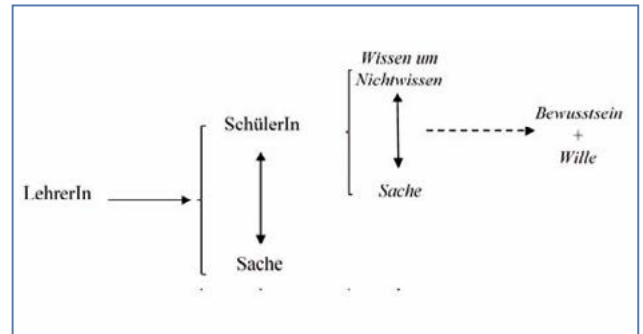 Wissen um
Nichtwissen
SchülerIn
Bewusstsein
+
Wille
LehrerIn
Sache
Sache